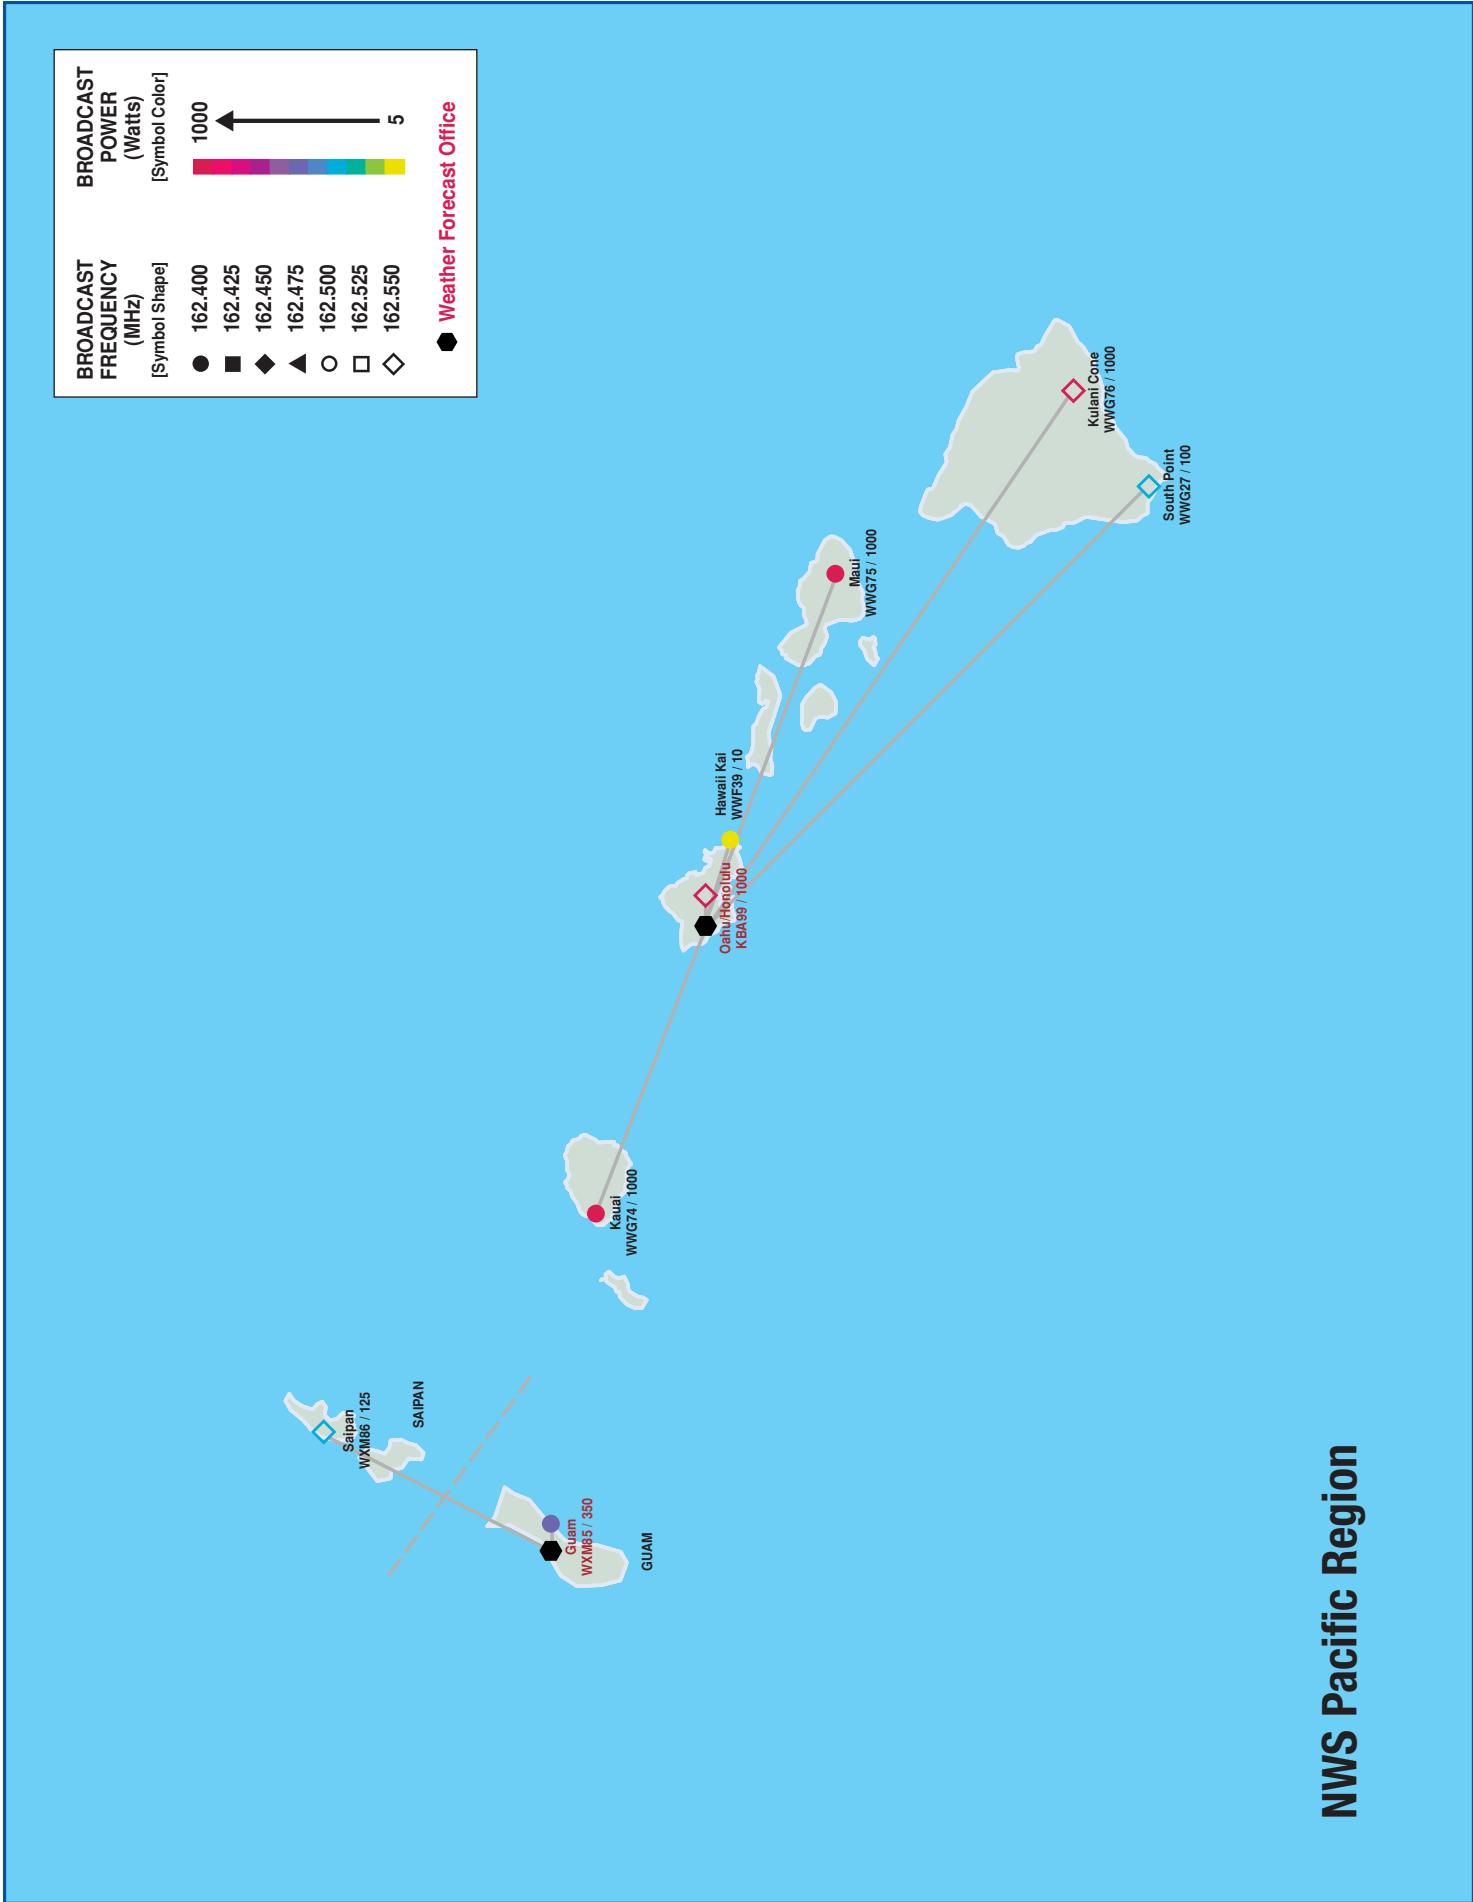 BROADCAST
FREQUENCY
(MHz)
[Symbol Shape]
162.400
162.425
162.450
162.475
162.500
162.525
162.550
BROADCAST
POWER
(Watts)
[Symbol Color]
1000
5
Weather Forecast Office
Saipan
WXM86 / 125
SAIPAN
Guam
WXM85 / 350
GUAM
Kauai
WWG74 / 1000
Oahu/Honolulu
KBA99 / 1000
Hawaii Kai
WWF39 / 10
Maui
WWG75 / 1000
Kulani Cone
WWG76 / 1000
South Point
WWG27 / 100
NWS Pacific Region